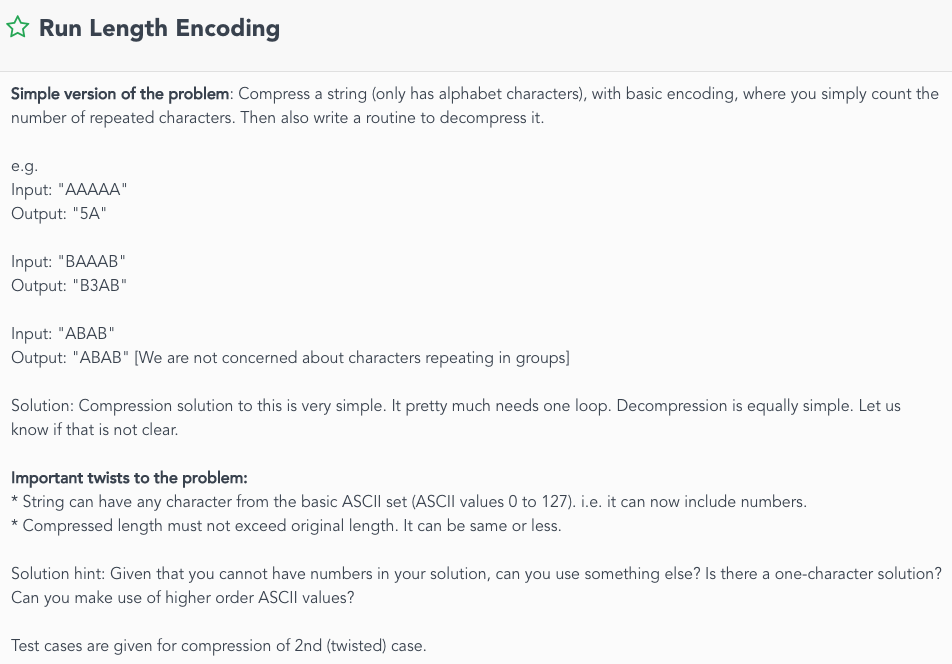 Run Length Encoding
Simple version of the problem: Compress a string (only has alphabet characters), with basic encoding, where you simply count the
number of repeated characters. Then also write a routine to decompress it.
e.g.
Input: "AAAAA"
Output: "5A"
Input: "BAAAB"
Output: "B3AB"
Input: "ABAB"
Output: "ABAB" [We are not concerned about characters repeating in groups]
Solution: Compression solution to this is very simple. It pretty much needs one loop. Decompression is equally simple. Let us
know if that is not clear.
Important twists to the problem:
* String can have any character from the basic ASCII set (ASCII values 0 to 127). i.e. it can now include numbers.
* Compressed length must not exceed original length. It can be same or less.
Solution hint: Given that you cannot have numbers in your solution, can you use something else? Is there a one-character solution?
Can you make use of higher order ASCII values?
Test cases are given for compression of 2nd (twisted) case.